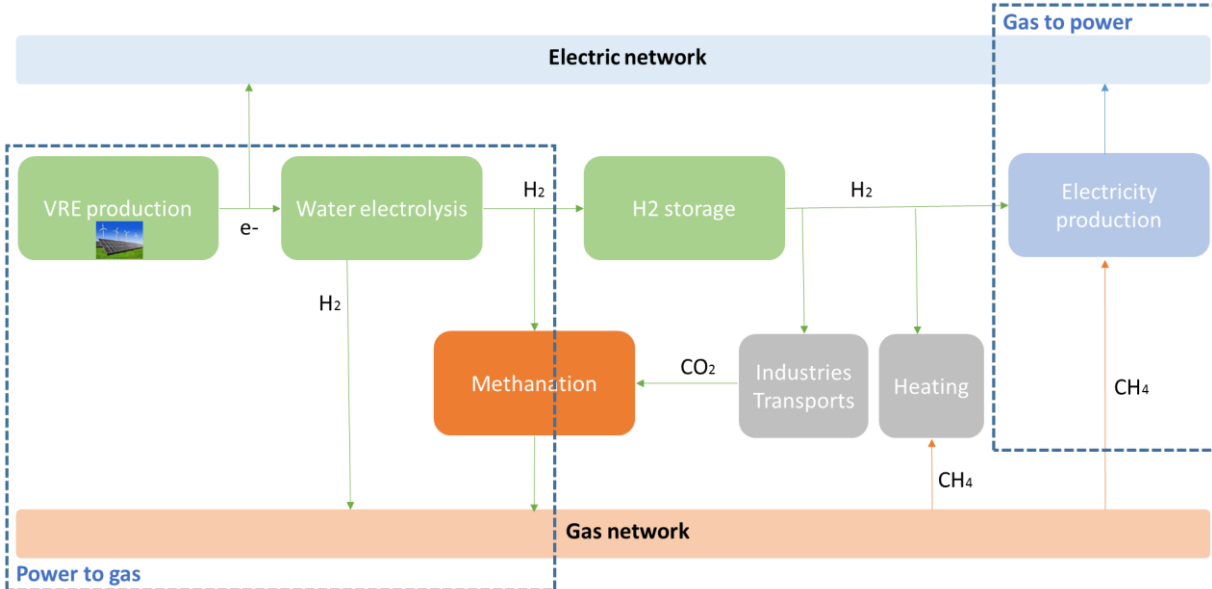 Gas to power
Electric network
VRE production
e-
Water electrolysis
H₂
H2 storage
H₂
Electricity
production
H₂
Methanation
CO₂
Industries
Transports
Heating
CH₄
CH₄
Gas network
Power to gas